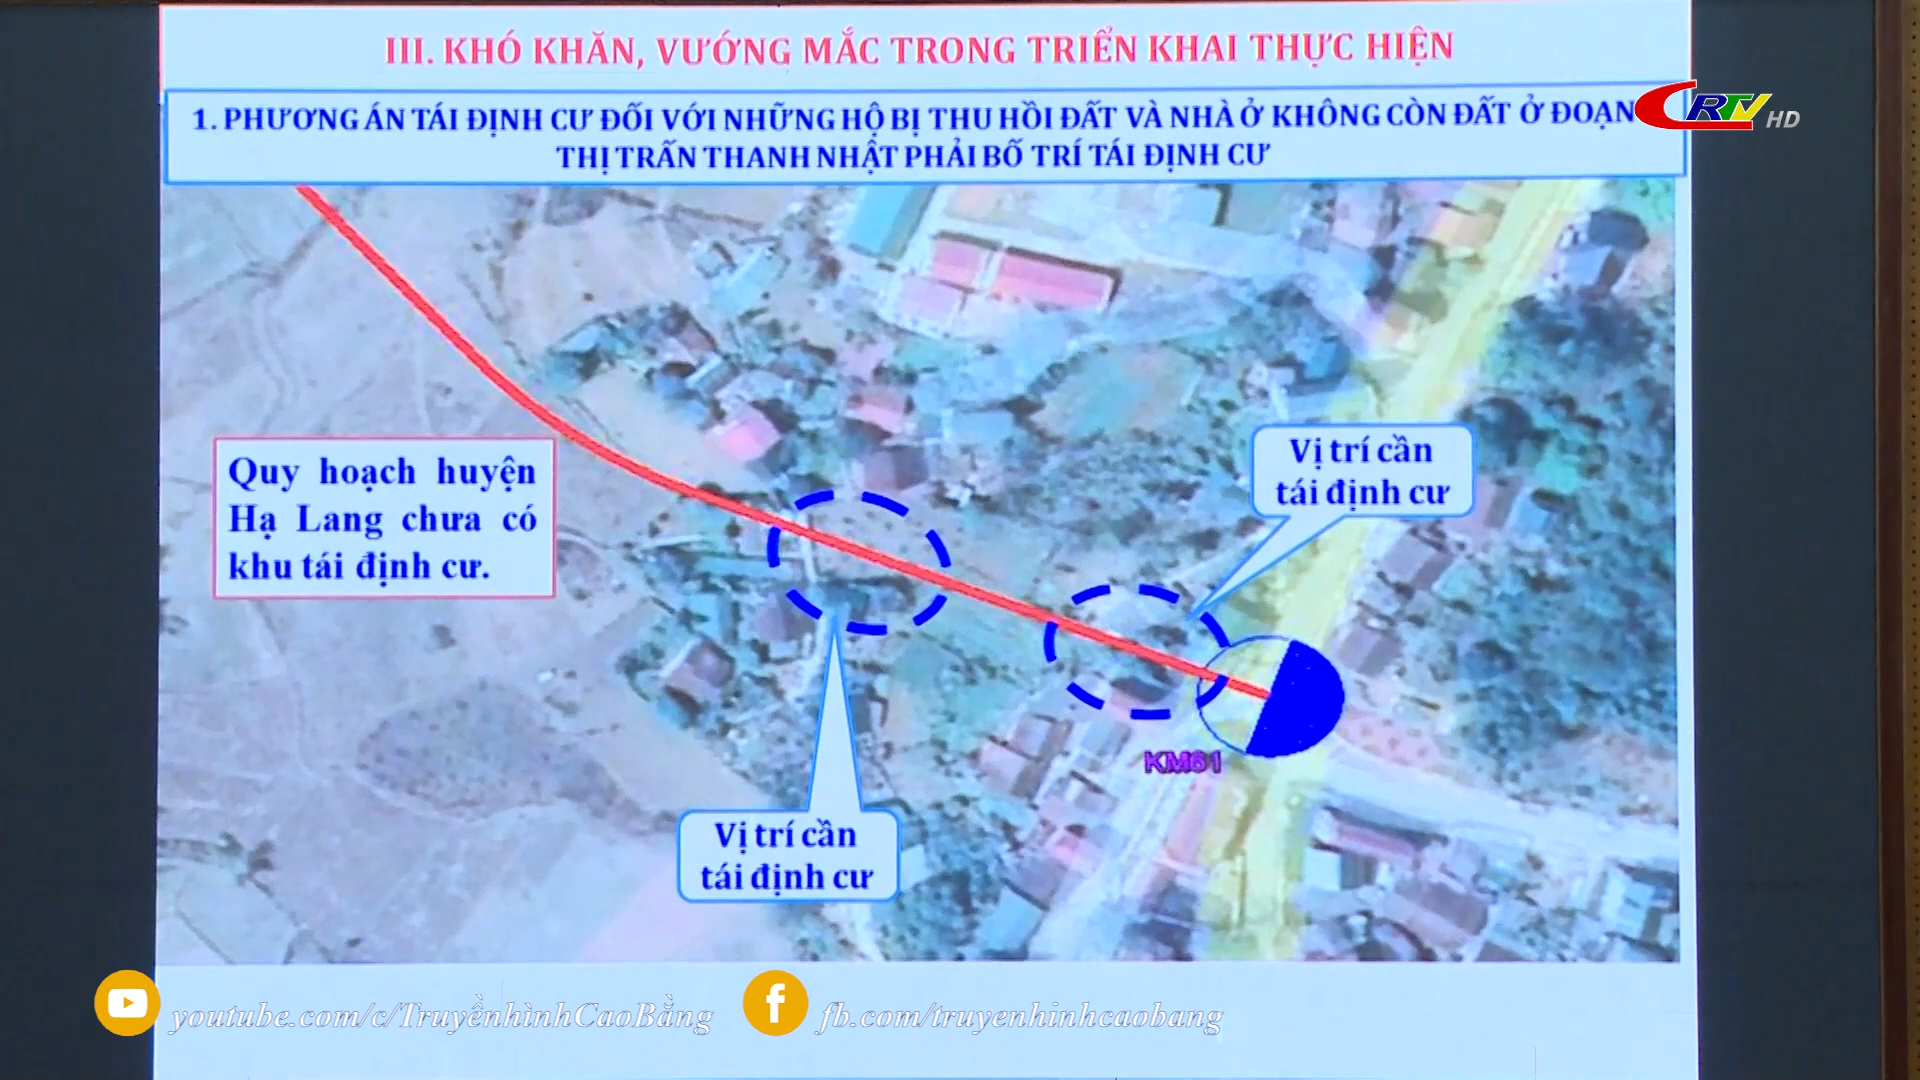 III. KHÓ KHĂN, VƯỚNG MẮC TRONG TRIỂN KHAI THỰC HIỆN
1. PHƯƠNG ÁN TÁI ĐỊNH CƯ ĐỐI VỚI NHỮNG HỘ BỊ THU HỒI ĐẤT VÀ NHÀ Ở KHÔNG CÒN ĐẤT Ở ĐOẠN
THỊ TRẤN THANH NHẬT PHẢI BỐ TRÍ TÁI ĐỊNH CƯ
CRTV HD
Quy hoạch huyện
Hạ Lang chưa có
khu tái định cư.
Vị trí cần
tái định cư
KM61
Vị trí cần
tái định cư
youtube.com/c/TruyềnhìnhCaoBằng
fb.com/truyenhinhcaobang